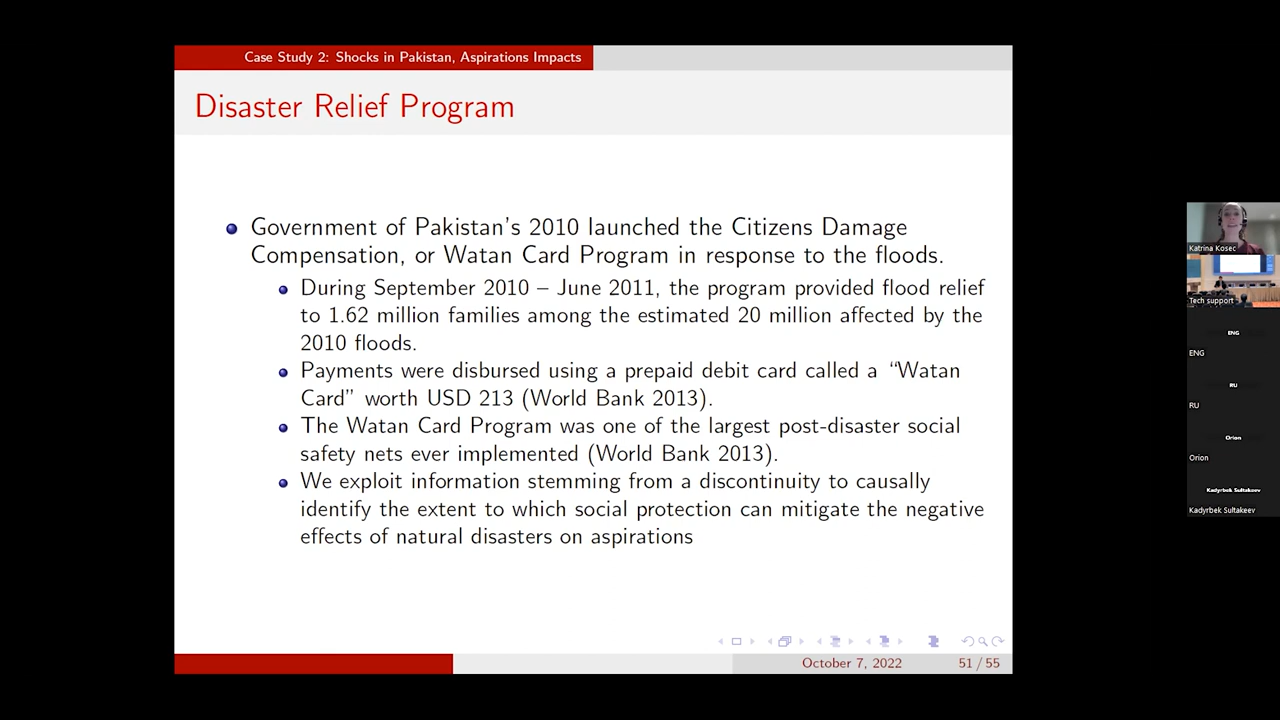 Case Study 2: Shocks in Pakistan, Aspirations Impacts
Disaster Relief Program
Government of Pakistan's 2010 launched the Citizens Damage
Compensation, or Watan Card Program in response to the floods.
During September 2010 – June 2011, the program provided flood relief
to 1.62 million families among the estimated 20 million affected by the
2010 floods.
Payments were disbursed using a prepaid debit card called a “Watan
Card” worth USD 213 (World Bank 2013).
The Watan Card Program was one of the largest post-disaster social
safety nets ever implemented (World Bank 2013).
We exploit information stemming from a discontinuity to causally
identify the extent to which social protection can mitigate the negative
effects of natural disasters on aspirations
October 7, 2022
51 / 55
Katrina Kosec
Tech support
ENG
ENG
RU
RU
Orion
Orion
Kadyrbek Sultakeev
Kadyrbek Sultakeev